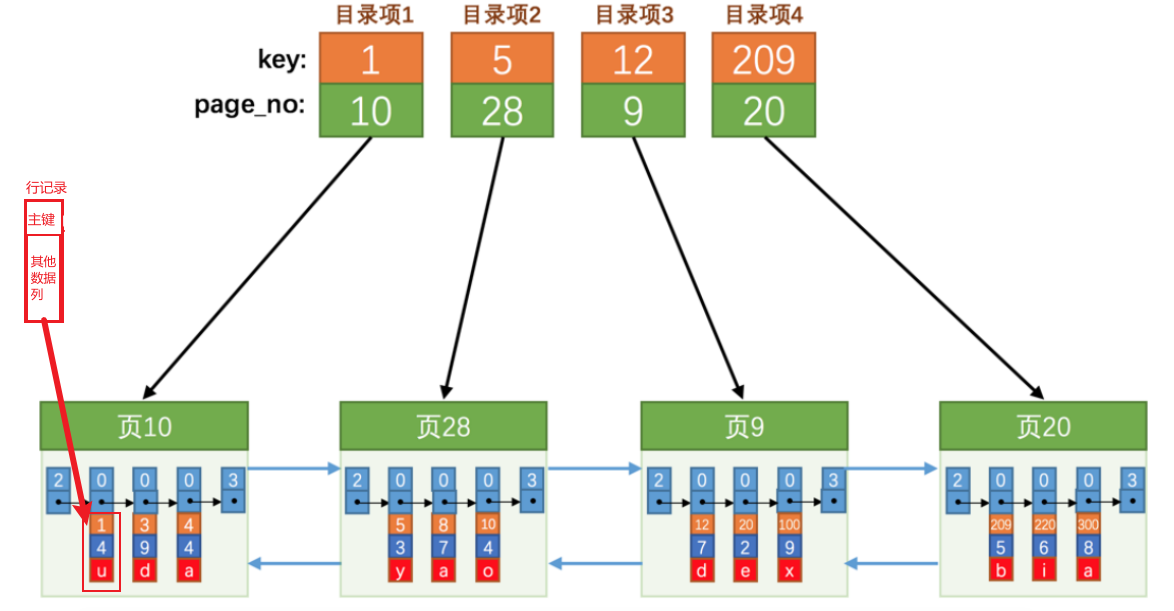 目录项1 目录项2 目录项3 目录项4
key: 1 5 12 209
page_no: 10 28 9 20
行记录
主键
其他
数据
列
页10 页28 页9 页20
2 0 0 0 3 2 0 0 0 3 2 0 0 0 3 2 0 0 0 3
1 3 4 5 8 10 12 20 100 209 220 300
4 9 4 3 7 4 7 2 9 5 6 8
u d a y a o d e x b i a